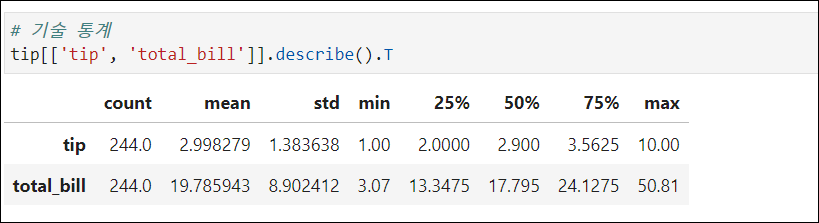 # 기술 통계
tip[['tip', 'total_bill']].describe().T
count mean std min 25% 50% 75% max
tip 244.0 2.998279 1.383638 1.00 2.0000 2.900 3.5625 10.00
total_bill 244.0 19.785943 8.902412 3.07 13.3475 17.795 24.1275 50.81